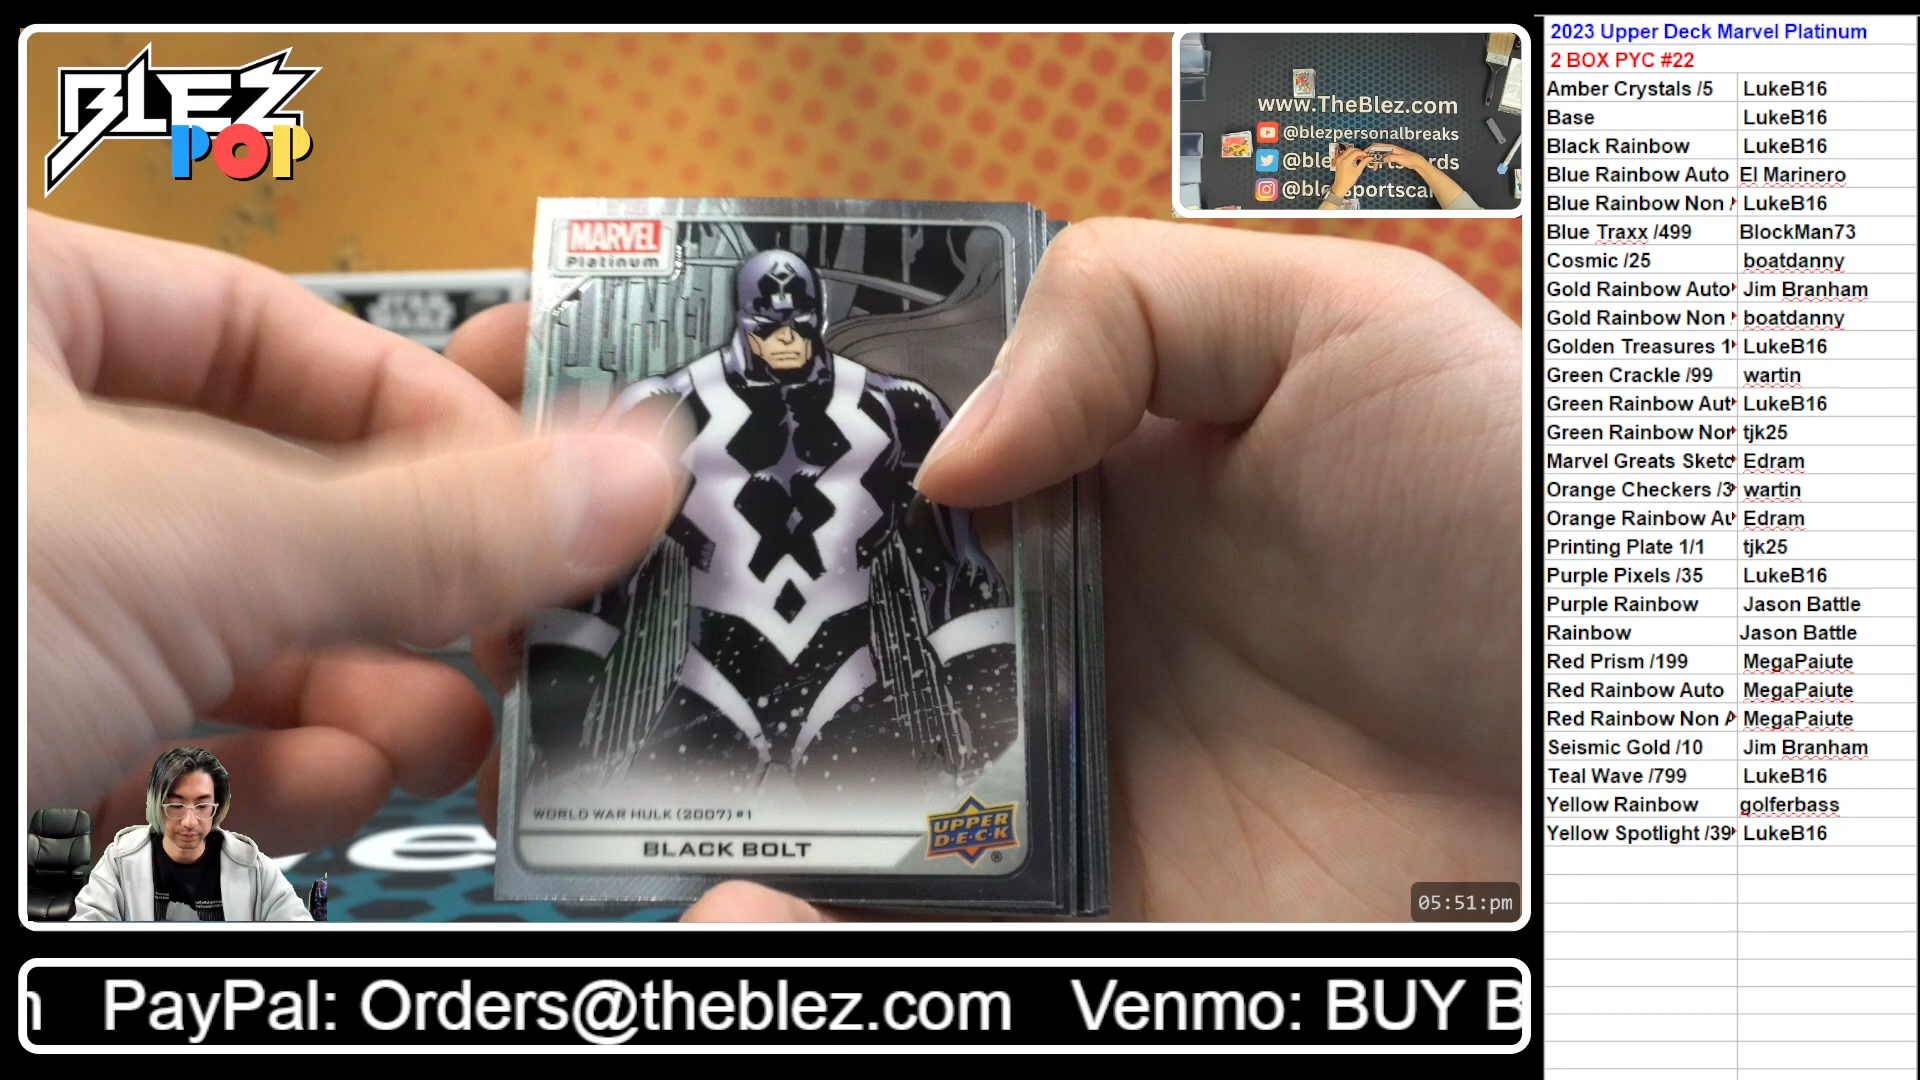 BLEZ
POP
MARVEL
Platinum
STAR
WARS
WORLD WAR HULK (2007) #1
BLACK BOLT
UPPER
D·E·C·K
®
www.TheBlez.com
@blezpersonalbreaks
05:51:pm
PayPal: Orders@theblez.com Venmo: BUY B
2023 Upper Deck Marvel Platinum
2 BOX PYC #22
Amber Crystals /5 LukeB16
Base LukeB16
Black Rainbow LukeB16
Blue Rainbow Auto El Marinero
Blue Rainbow Non LukeB16
Blue Traxx /499 BlockMan73
Cosmic /25 boatdanny
Gold Rainbow Auto Jim Branham
Gold Rainbow Non boatdanny
Golden Treasures 1 LukeB16
Green Crackle /99 wartin
Green Rainbow Aut LukeB16
Green Rainbow Non tjk25
Marvel Greats Sketc Edram
Orange Checkers /3 wartin
Orange Rainbow Au Edram
Printing Plate 1/1 tjk25
Purple Pixels /35 LukeB16
Purple Rainbow Jason Battle
Rainbow Jason Battle
Red Prism /199 MegaPaiute
Red Rainbow Auto MegaPaiute
Red Rainbow Non A MegaPaiute
Seismic Gold /10 Jim Branham
Teal Wave /799 LukeB16
Yellow Rainbow golferbass
Yellow Spotlight /39 LukeB16